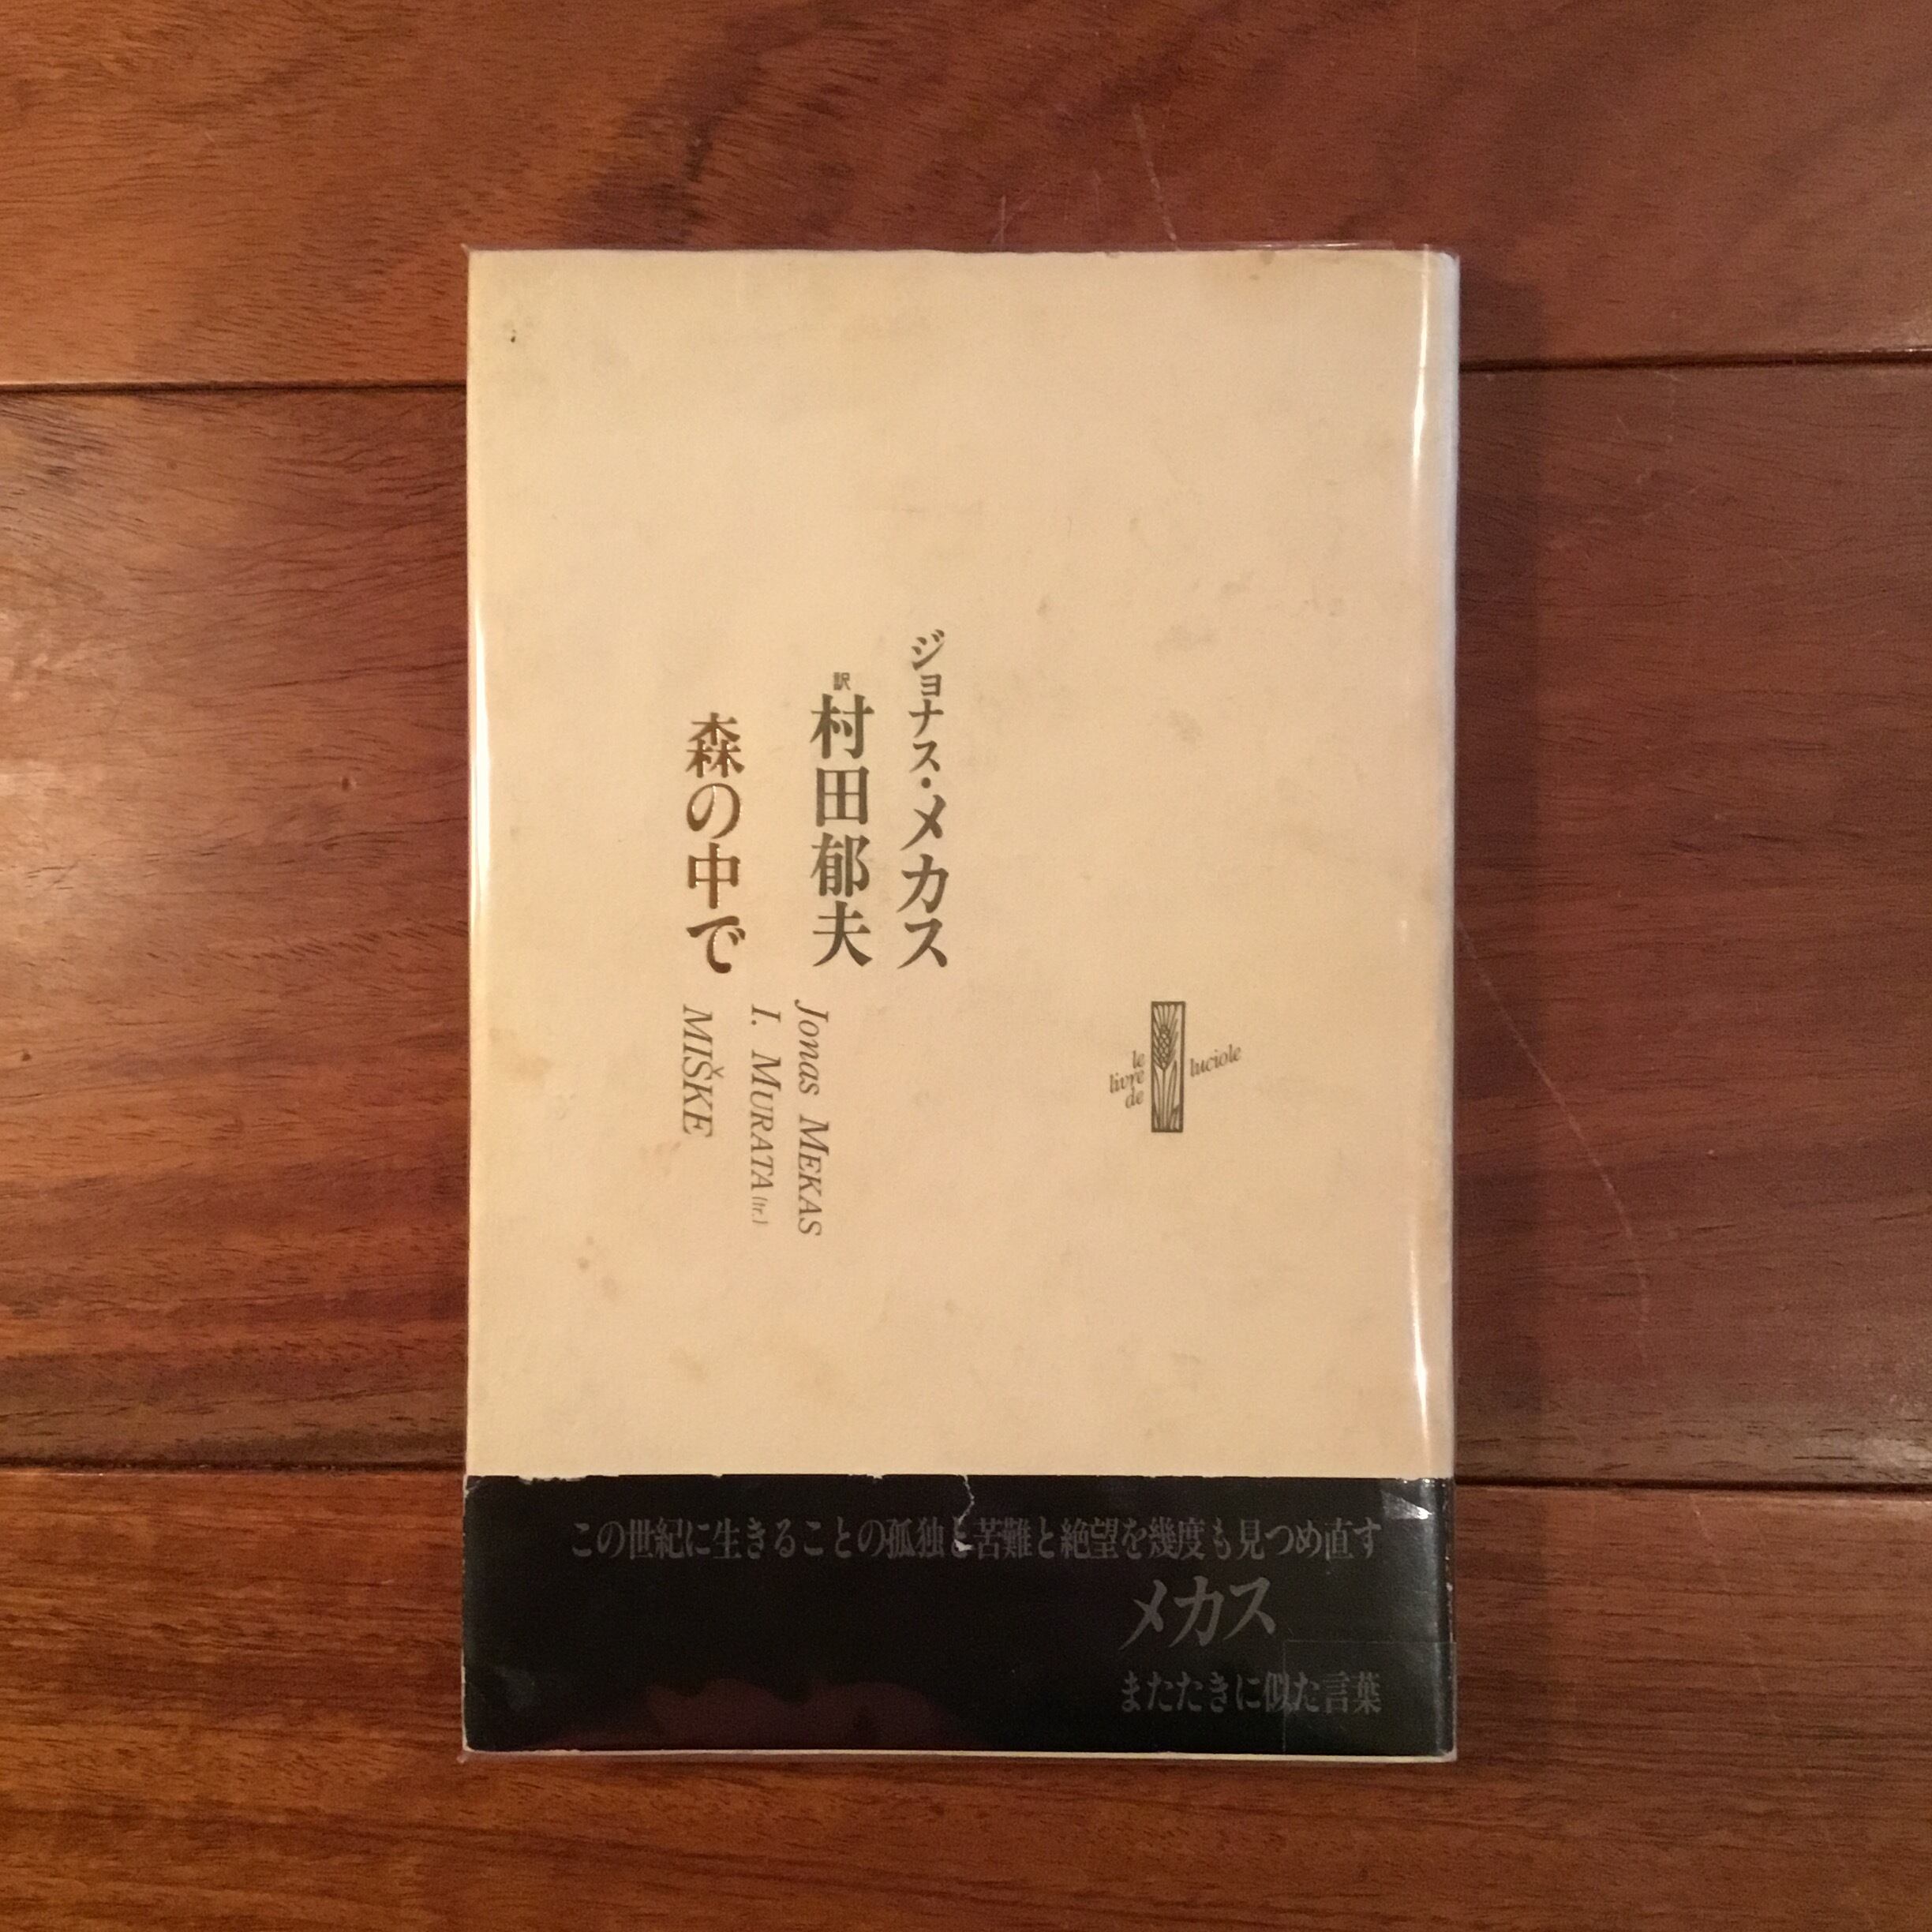 ジョナス・メカス
訳 村田郁夫
森の中で
Jonas MEKAS
I. MURATA (tr.)
MIŠKE
le
livre
de
luciole
この世紀に生きることの孤独と苦難と絶望を幾度も見つめ直す
メカス
またたきに似た言葉